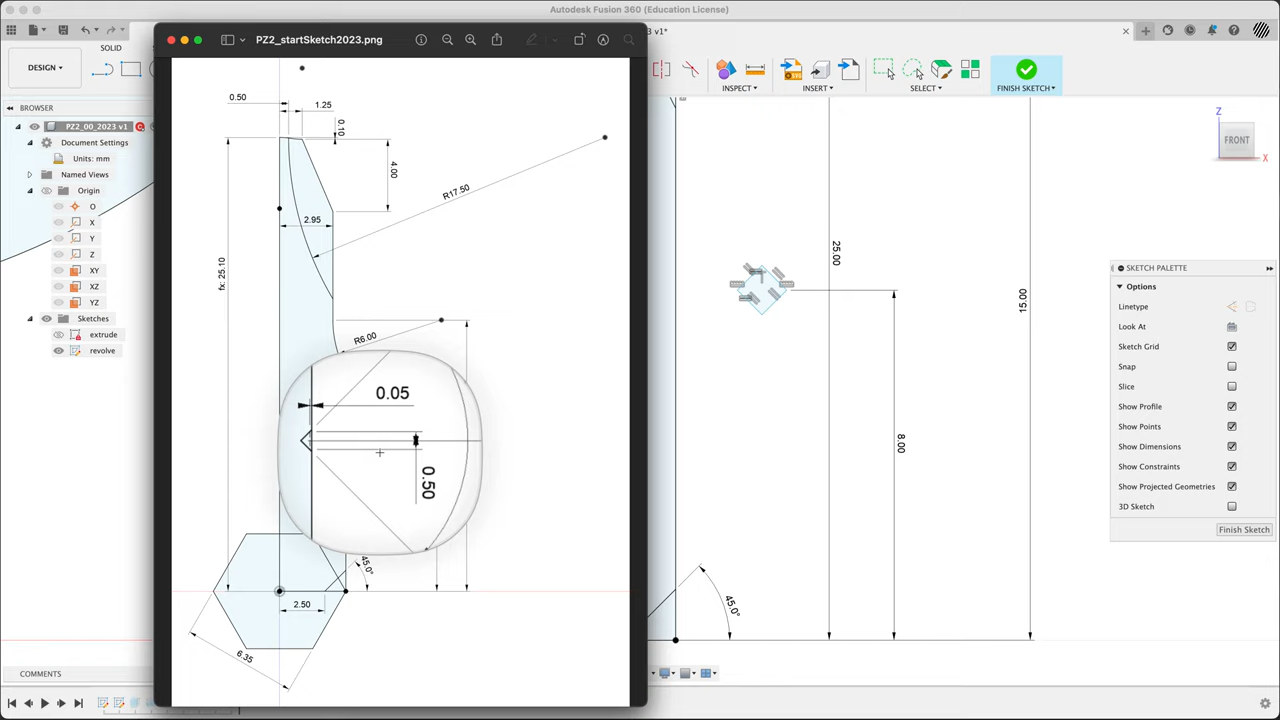 Autodesk Fusion 360 (Education License)
PZ2_startSketch2023.png
v1*
SOLID
DESIGN
INSPECT
INSERT
SELECT
FINISH SKETCH
BROWSER
PZ2_00_2023 v1
Document Settings
Units: mm
Named Views
Origin
O
X
Y
Z
XY
XZ
YZ
Sketches
extrude
revolve
0.50
1.25
0.10
4.00
R17.50
2.95
fx: 25.10
R6.00
0.05
0.50
45.0°
2.50
6.35
25.00
15.00
8.00
45.0°
Z
FRONT
X
SKETCH PALETTE
Options
Linetype
Look At
Sketch Grid
Snap
Slice
Show Profile
Show Points
Show Dimensions
Show Constraints
Show Projected Geometries
3D Sketch
Finish Sketch
COMMENTS